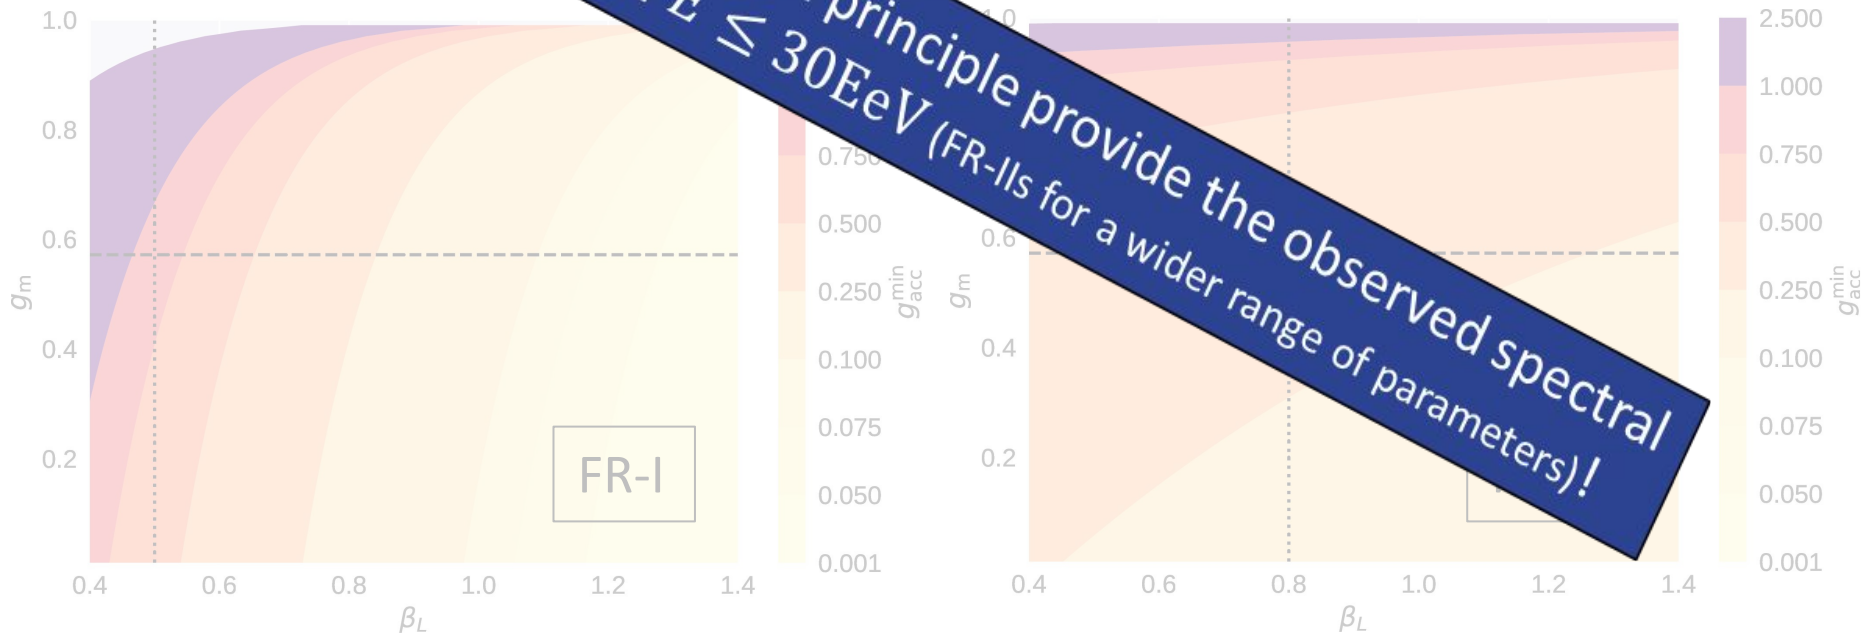 principle provide the observed spectral
E ≤ 30EeV (FR-IIs for a wider range of parameters)!
1.0
0.8
0.6
0.4
0.2
g_m
0.4 0.6 0.8 1.0 1.2 1.4
β_L
FR-I
0.500
0.250
0.100
0.075
0.050
0.001
g_acc^min
0.6
0.4
0.2
g_m
0.4 0.6 0.8 1.0 1.2 1.4
β_L
2.500
1.000
0.750
0.500
0.250
0.100
0.075
0.050
0.001
g_acc^min